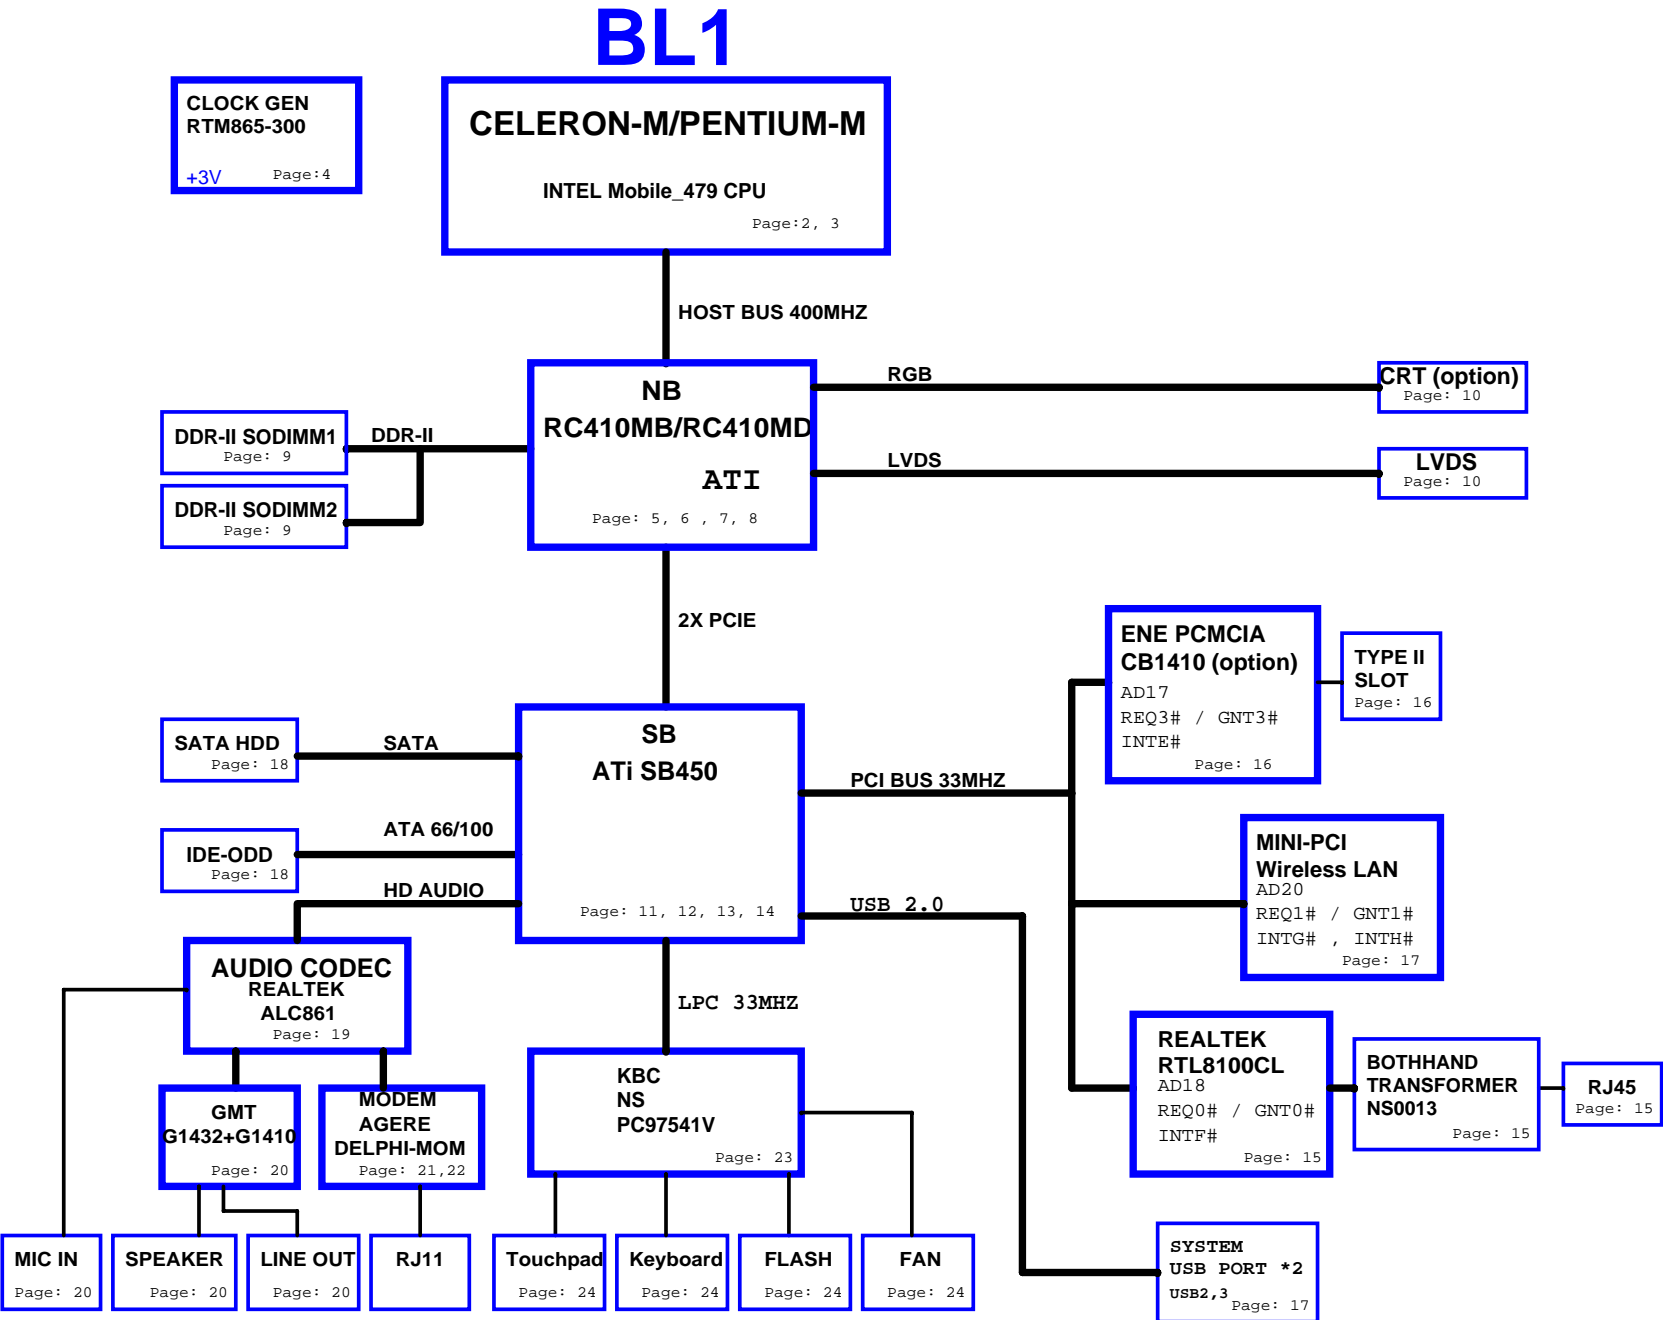 BL1
CLOCK GEN
RTM865-300
+3V Page:4
CELERON-M/PENTIUM-M
INTEL Mobile_479 CPU
Page:2, 3
HOST BUS 400MHZ
NB
RC410MB/RC410MD
ATI
Page: 5, 6 , 7, 8
RGB
CRT (option)
Page: 10
LVDS
LVDS
Page: 10
DDR-II SODIMM1
Page: 9
DDR-II
DDR-II SODIMM2
Page: 9
2X PCIE
ENE PCMCIA
CB1410 (option)
AD17
REQ3# / GNT3#
INTE#
Page: 16
TYPE II
SLOT
Page: 16
SATA HDD
Page: 18
SATA
SB
ATi SB450
Page: 11, 12, 13, 14
PCI BUS 33MHZ
ATA 66/100
IDE-ODD
Page: 18
HD AUDIO
USB 2.0
MINI-PCI
Wireless LAN
AD20
REQ1# / GNT1#
INTG# , INTH#
Page: 17
AUDIO CODEC
REALTEK
ALC861
Page: 19
LPC 33MHZ
REALTEK
RTL8100CL
AD18
REQ0# / GNT0#
INTF#
Page: 15
BOTHHAND
TRANSFORMER
NS0013
Page: 15
RJ45
Page: 15
GMT
G1432+G1410
Page: 20
MODEM
AGERE
DELPHI-MOM
Page: 21,22
KBC
NS
PC97541V
Page: 23
MIC IN
Page: 20
SPEAKER
Page: 20
LINE OUT
Page: 20
RJ11
Touchpad
Page: 24
Keyboard
Page: 24
FLASH
Page: 24
FAN
Page: 24
SYSTEM
USB PORT *2
USB2,3
Page: 17